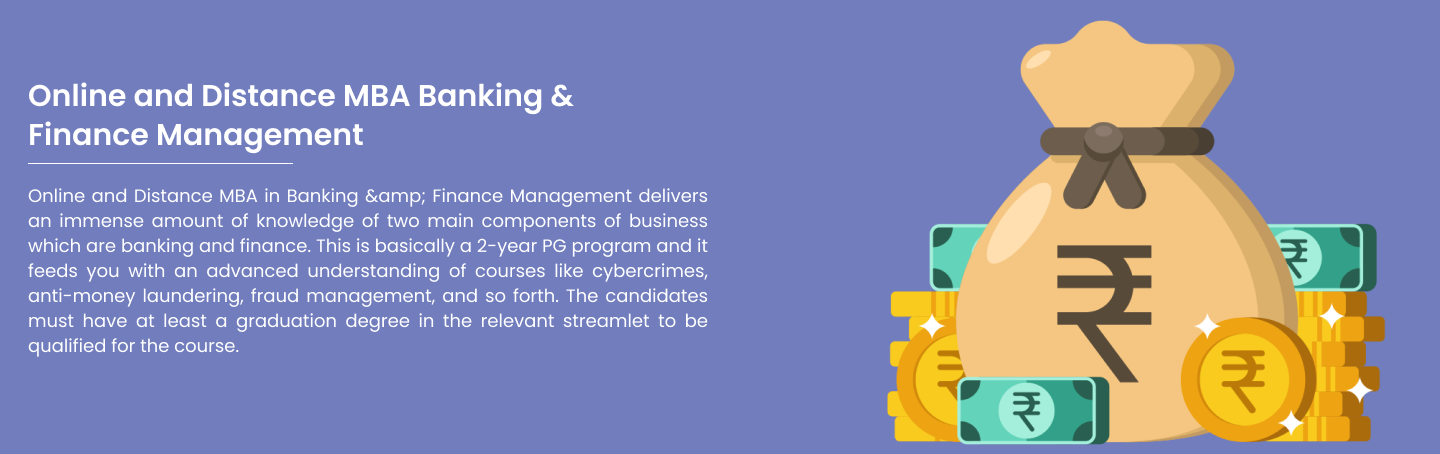 Online and Distance MBA Banking &
Finance Management
Online and Distance MBA in Banking &amp; Finance Management delivers
an immense amount of knowledge of two main components of business
which are banking and finance. This is basically a 2-year PG program and it
feeds you with an advanced understanding of courses like cybercrimes,
anti-money laundering, fraud management, and so forth. The candidates
must have at least a graduation degree in the relevant streamlet to be
qualified for the course.
₹
₹
₹
₹
₹